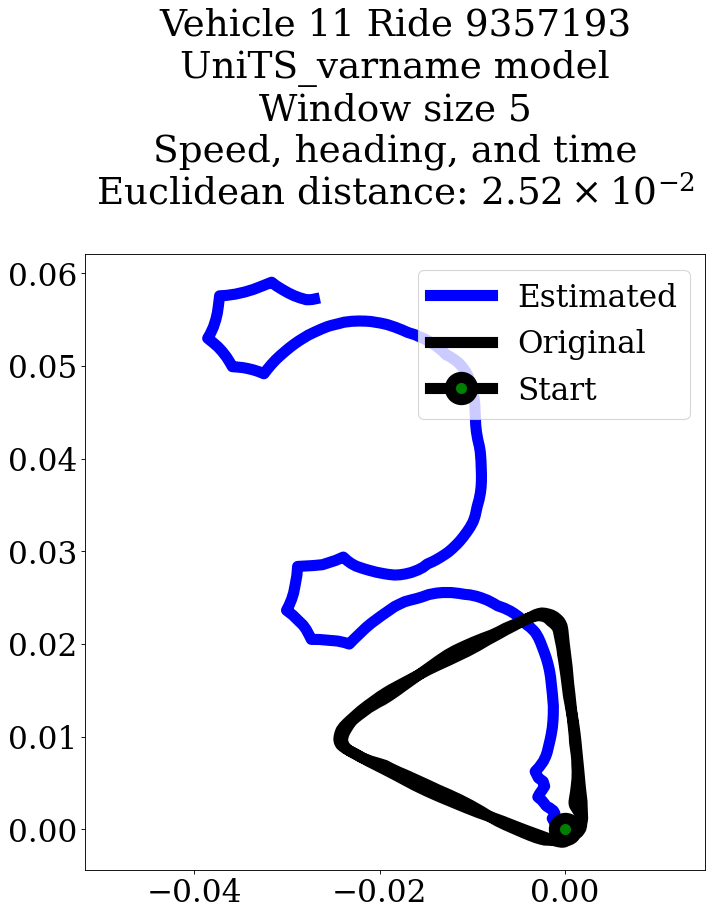 Vehicle 11 Ride 9357193
UniTS_varname model
Window size 5
Speed, heading, and time
Euclidean distance: 2.52 × 10⁻²
Estimated
Original
Start
0.06
0.05
0.04
0.03
0.02
0.01
0.00
−0.04
−0.02
0.00